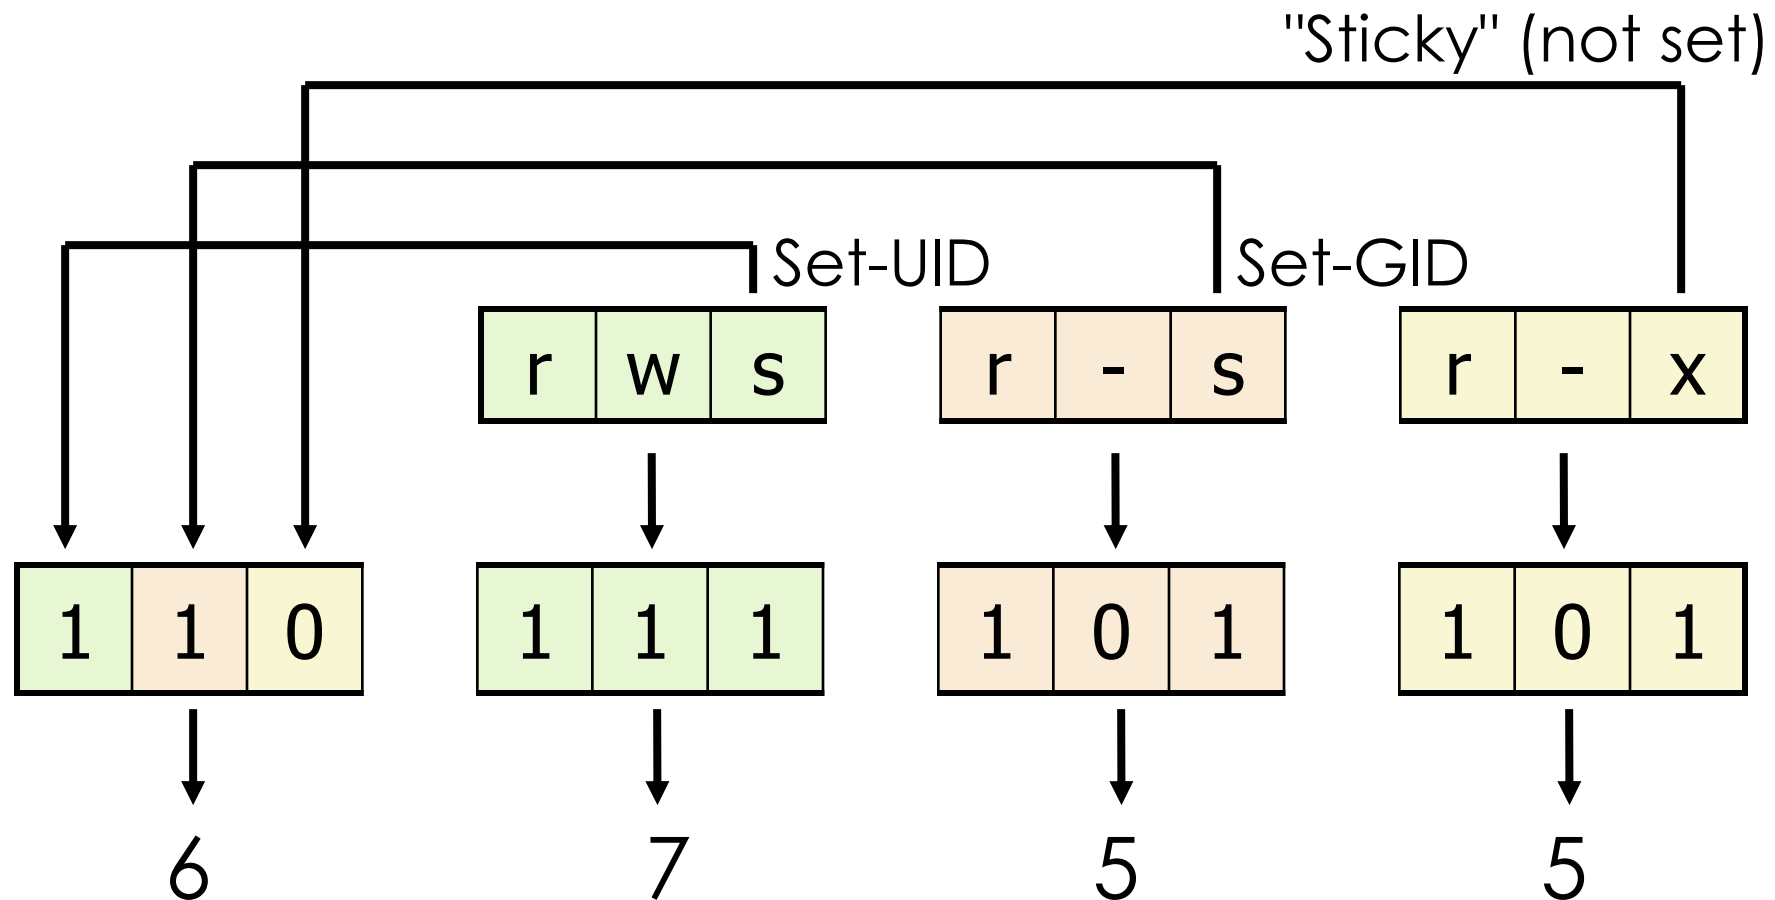 "Sticky" (not set)
Set-UID Set-GID
r w s r - s r - x
1 1 0 1 1 1 1 0 1 1 0 1
6 7 5 5